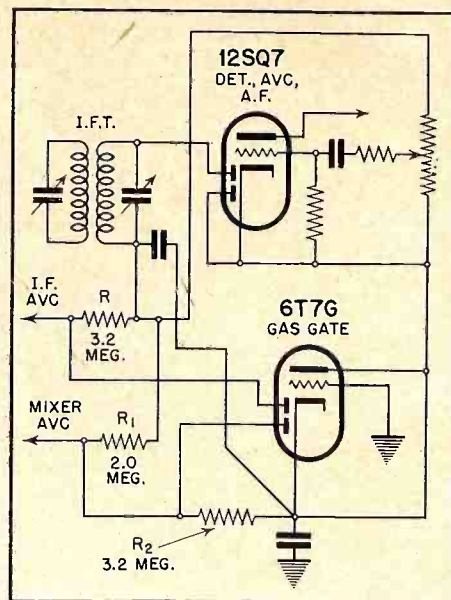 12SQ7
DET., AVC,
A.F.
I.F.T.
I.F.
AVC
R
3.2
MEG.
6T7G
GAS GATE
MIXER
AVC
R1
2.0
MEG.
R2
3.2 MEG.